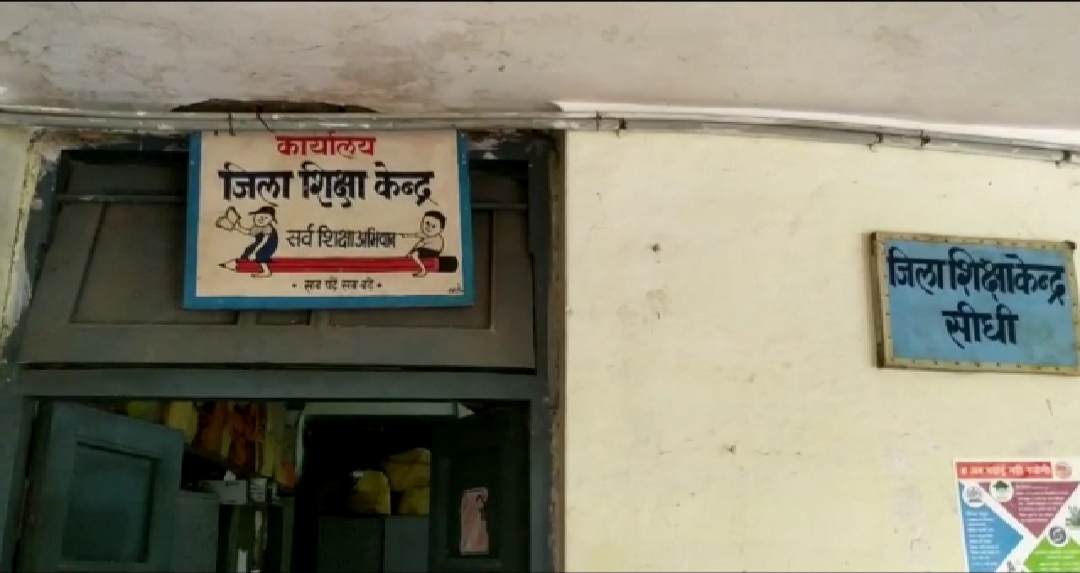 कार्यालय
जिला शिक्षा केन्द्र
सर्व शिक्षा अभियान
• सब पढें सब बढें •
जिला शिक्षा केन्द्र
सीधी